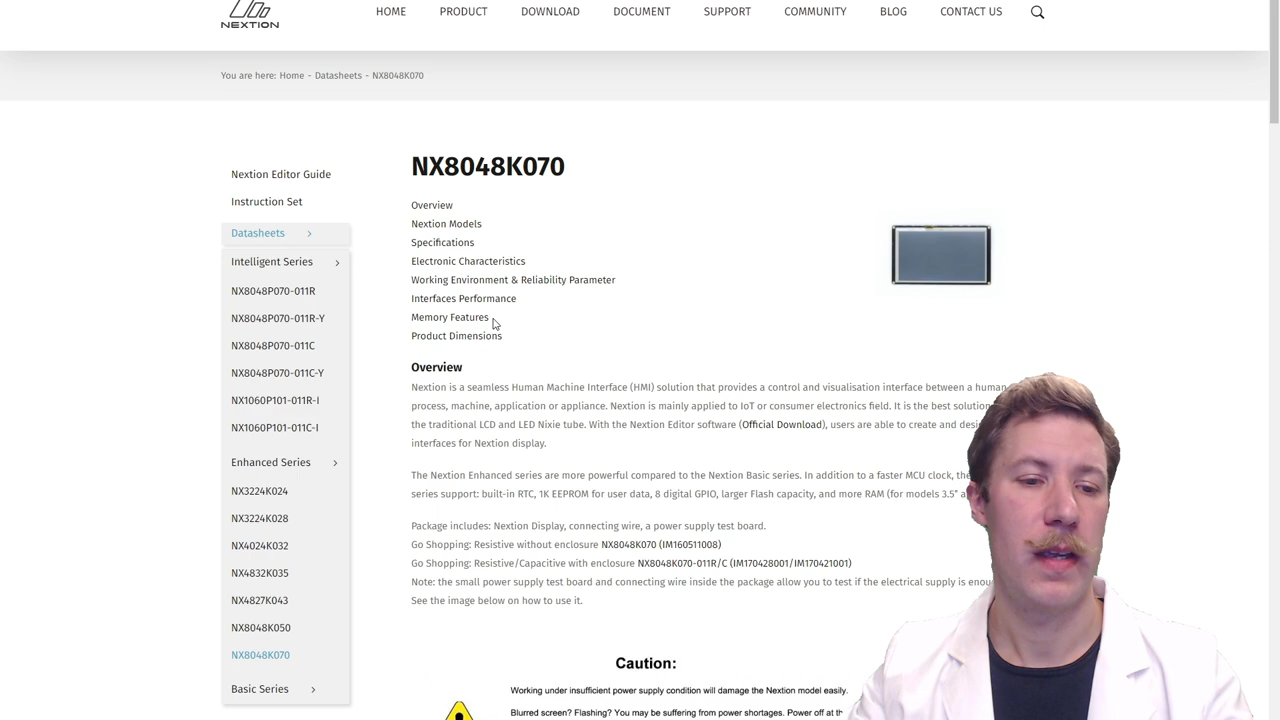 NEXTION
HOME PRODUCT DOWNLOAD DOCUMENT SUPPORT COMMUNITY BLOG CONTACT US
You are here: Home - Datasheets - NX8048K070
Nextion Editor Guide
Instruction Set
Datasheets
Intelligent Series
NX8048P070-011R
NX8048P070-011R-Y
NX8048P070-011C
NX8048P070-011C-Y
NX1060P101-011R-I
NX1060P101-011C-I
Enhanced Series
NX3224K024
NX3224K028
NX4024K032
NX4832K035
NX4827K043
NX8048K050
NX8048K070
Basic Series
NX8048K070
Overview
Nextion Models
Specifications
Electronic Characteristics
Working Environment & Reliability Parameter
Interfaces Performance
Memory Features
Product Dimensions
Overview
Nextion is a seamless Human Machine Interface (HMI) solution that provides a control and visualisation interface between a human
process, machine, application or appliance. Nextion is mainly applied to IoT or consumer electronics field. It is the best solution
the traditional LCD and LED Nixie tube. With the Nextion Editor software (Official Download), users are able to create and
interfaces for Nextion display.
The Nextion Enhanced series are more powerful compared to the Nextion Basic series. In addition to a faster MCU clock,
series support: built-in RTC, 1K EEPROM for user data, 8 digital GPIO, larger Flash capacity, and more RAM (for models 3.5"
Package includes: Nextion Display, connecting wire, a power supply test board.
Go Shopping: Resistive without enclosure NX8048K070 (IM160511008)
Go Shopping: Resistive/Capacitive with enclosure NX8048K070-011R/C (IM170428001/IM170421001)
Note: the small power supply test board and connecting wire inside the package allow you to test if the electrical supply is
See the image below on how to use it.
Caution:
Working under insufficient power supply condition will damage the Nextion model easily.
Blurred screen? Flashing? You may be suffering from power shortages. Power off at